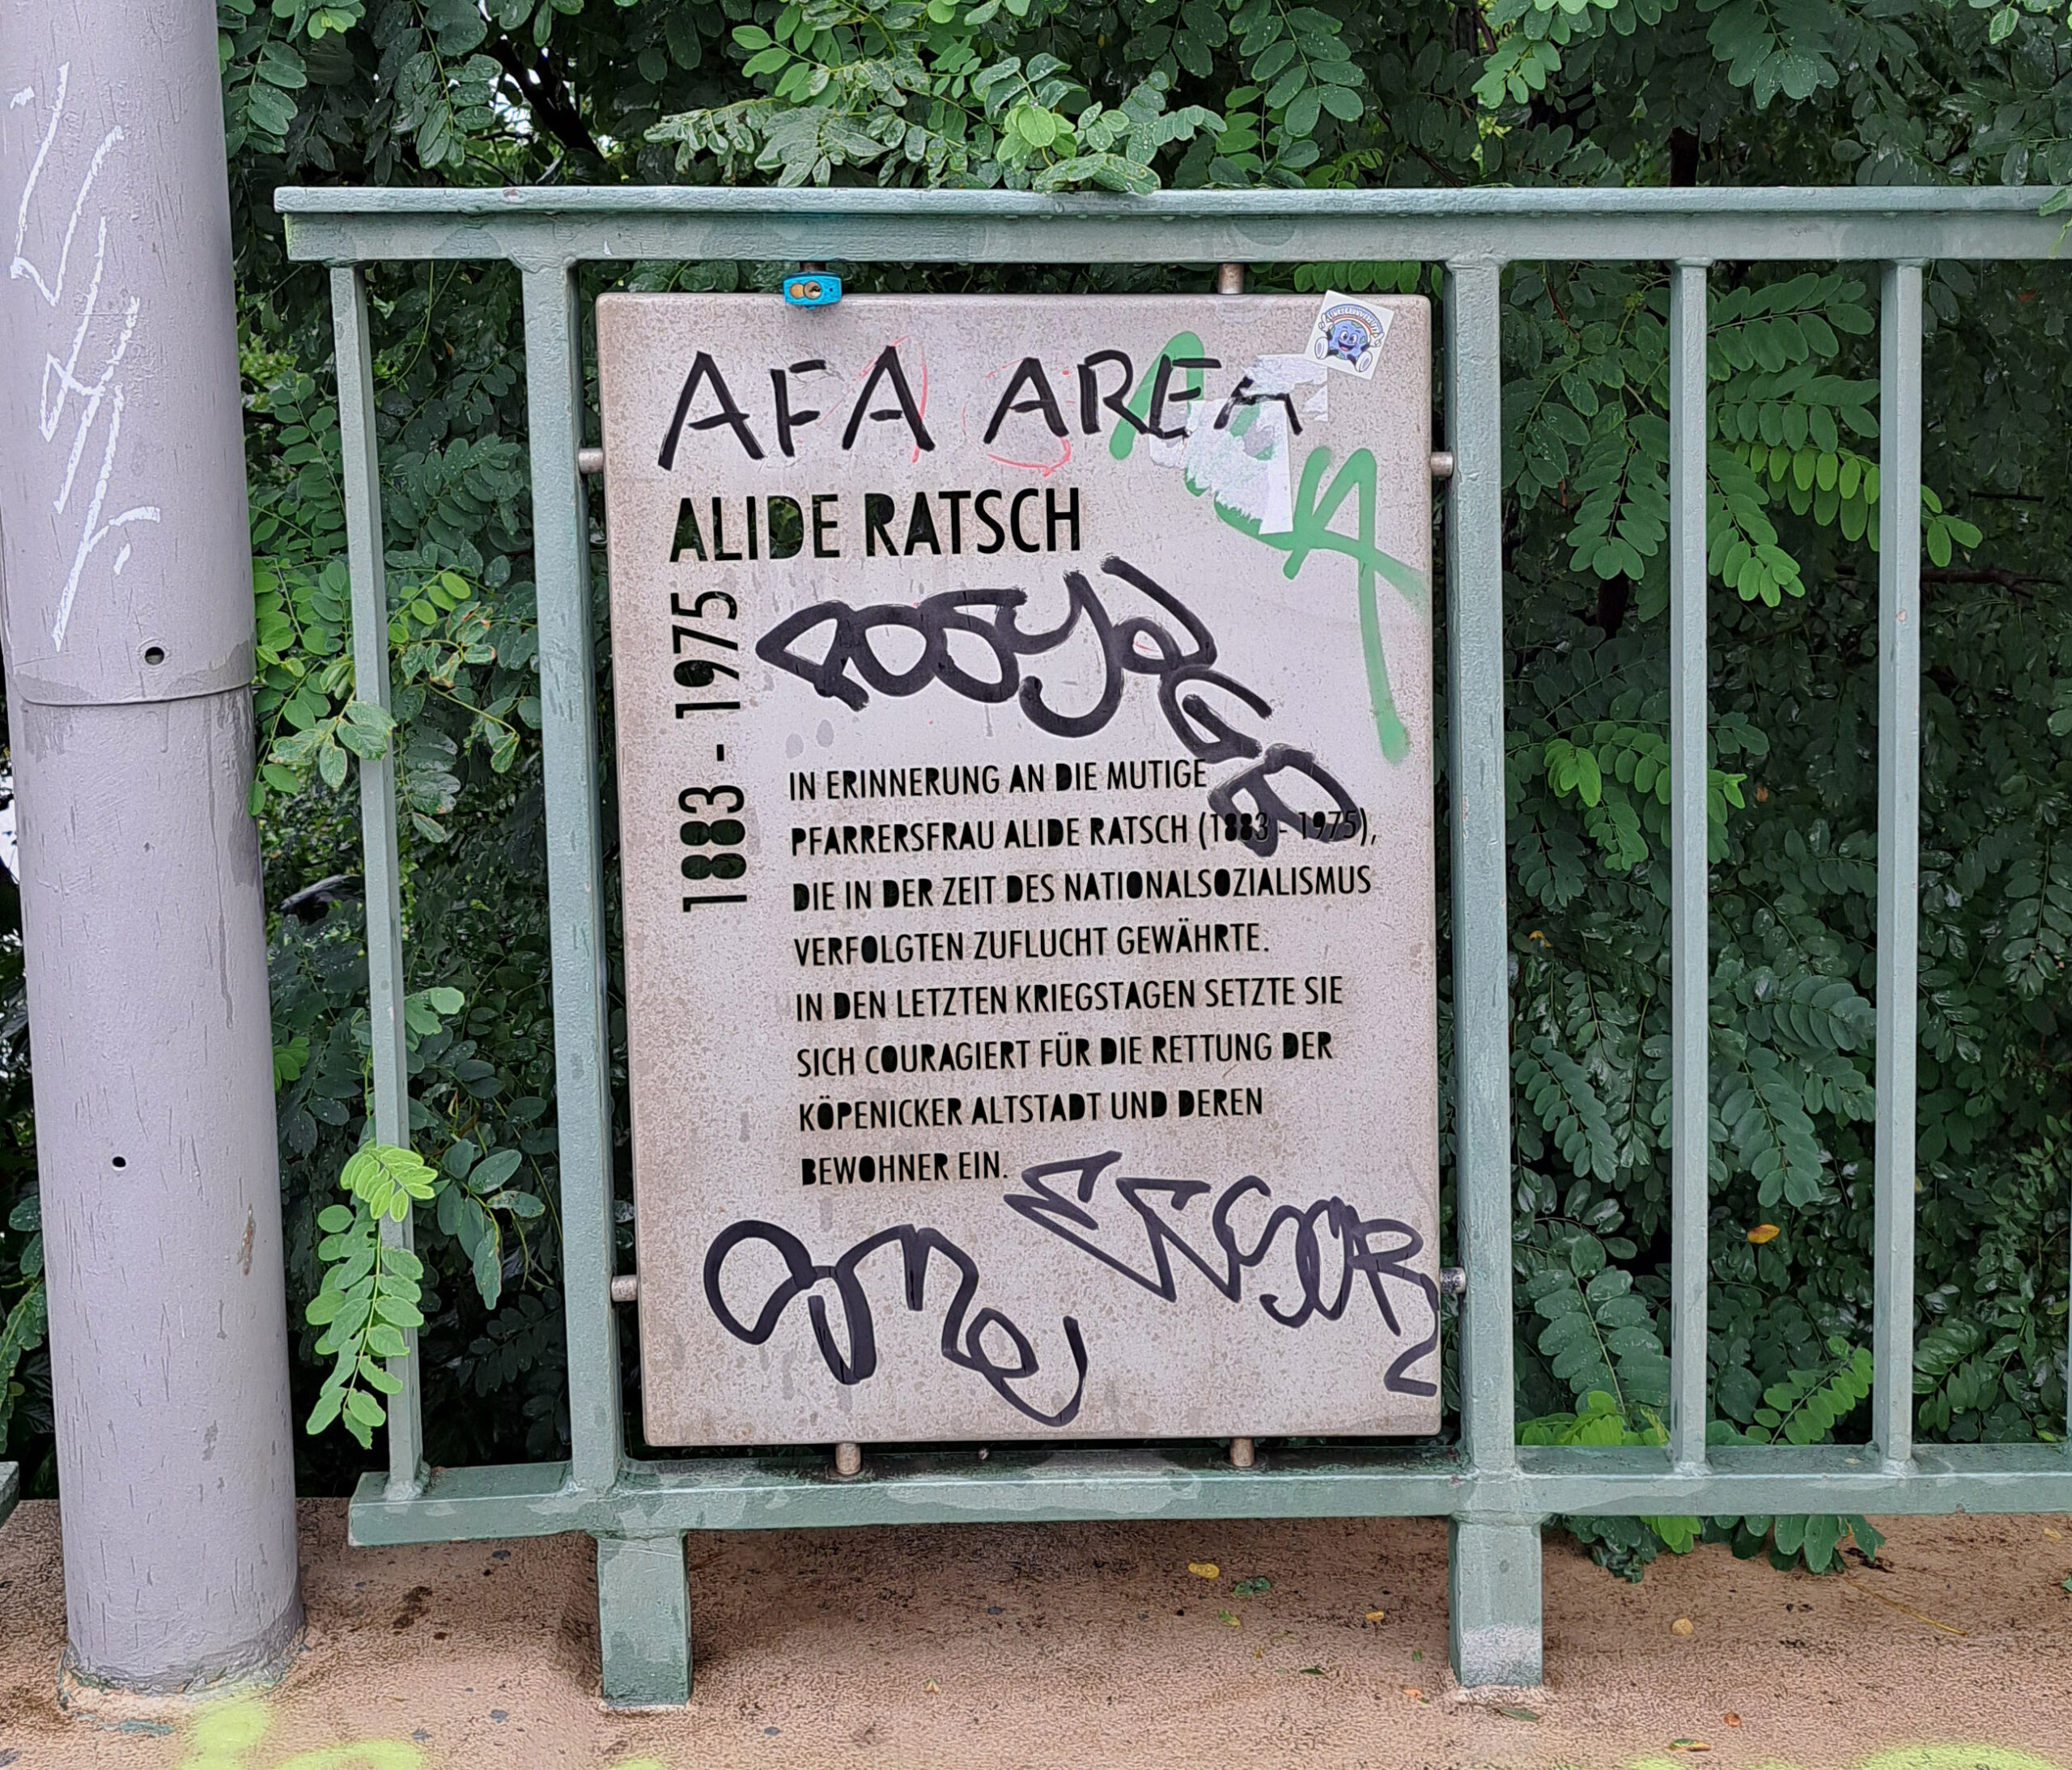 AFA AREA
ALIDE RATSCH
1883 - 1975
IN ERINNERUNG AN DIE MUTIGE
PFARRERSFRAU ALIDE RATSCH (1883 - 1975),
DIE IN DER ZEIT DES NATIONALSOZIALISMUS
VERFOLGTEN ZUFLUCHT GEWÄHRTE.
IN DEN LETZTEN KRIEGSTAGEN SETZTE SIE
SICH COURAGIERT FÜR DIE RETTUNG DER
KÖPENICKER ALTSTADT UND DEREN
BEWOHNER EIN.